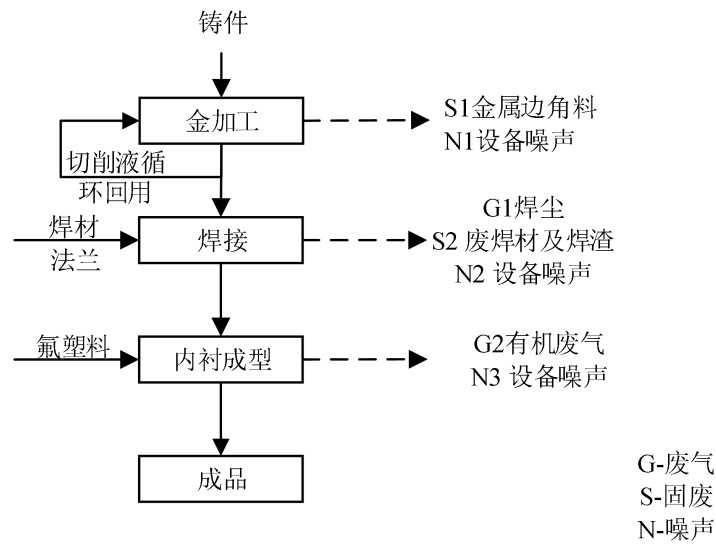 铸件
金加工
S1金属边角料
N1设备噪声
切削液循
环回用
焊材
法兰
焊接
G1焊尘
S2 废焊材及焊渣
N2 设备噪声
氟塑料
内衬成型
G2有机废气
N3 设备噪声
成品
G-废气
S-固废
N-噪声